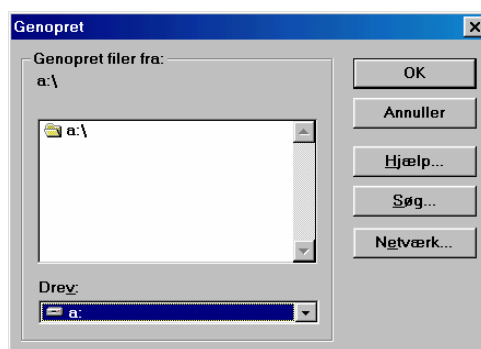 Genopret
Genopret filer fra:
a:\
a:\
Drev:
a:
OK
Annuller
Hjælp...
Søg...
Netværk...